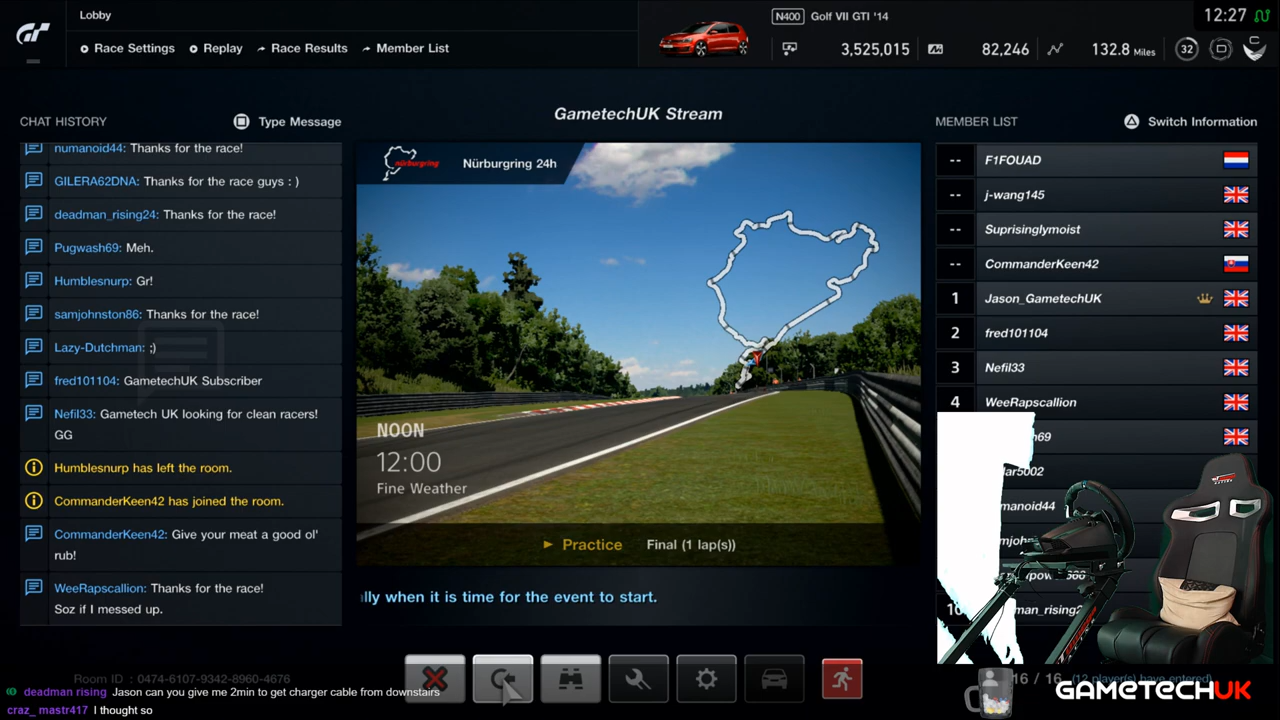 Lobby
N400 Golf VII GTI '14
12:27
Race Settings Replay Race Results Member List
3,525,015 82,246 132.8 Miles 32
GametechUK Stream
CHAT HISTORY Type Message
MEMBER LIST Switch Information
numanoid44: Thanks for the race!
GILERA62DNA: Thanks for the race guys : )
deadman_rising24: Thanks for the race!
Pugwash69: Meh.
Humblesnurp: Gr!
samjohnston86: Thanks for the race!
Lazy-Dutchman: ;)
fred101104: GametechUK Subscriber
Nefil33: Gametech UK looking for clean racers!
GG
Humblesnurp has left the room.
CommanderKeen42 has joined the room.
CommanderKeen42: Give your meat a good ol'
rub!
WeeRapscallion: Thanks for the race!
Soz if I messed up.
nürburgring Nürburgring 24h
NOON
12:00
Fine Weather
Practice Final (1 lap(s))
lly when it is time for the event to start.
-- F1FOUAD
-- j-wang145
-- Suprisinglymoist
-- CommanderKeen42
1 Jason_GametechUK
2 fred101104
3 Nefil33
4 WeeRapscallion
Room ID : 0474-6107-9342-8960-4676
16 / 16 (12 player(s) have entered)
deadman rising Jason can you give me 2min to get charger cable from downstairs
craz_mastr417 I thought so
GAMETECHUK